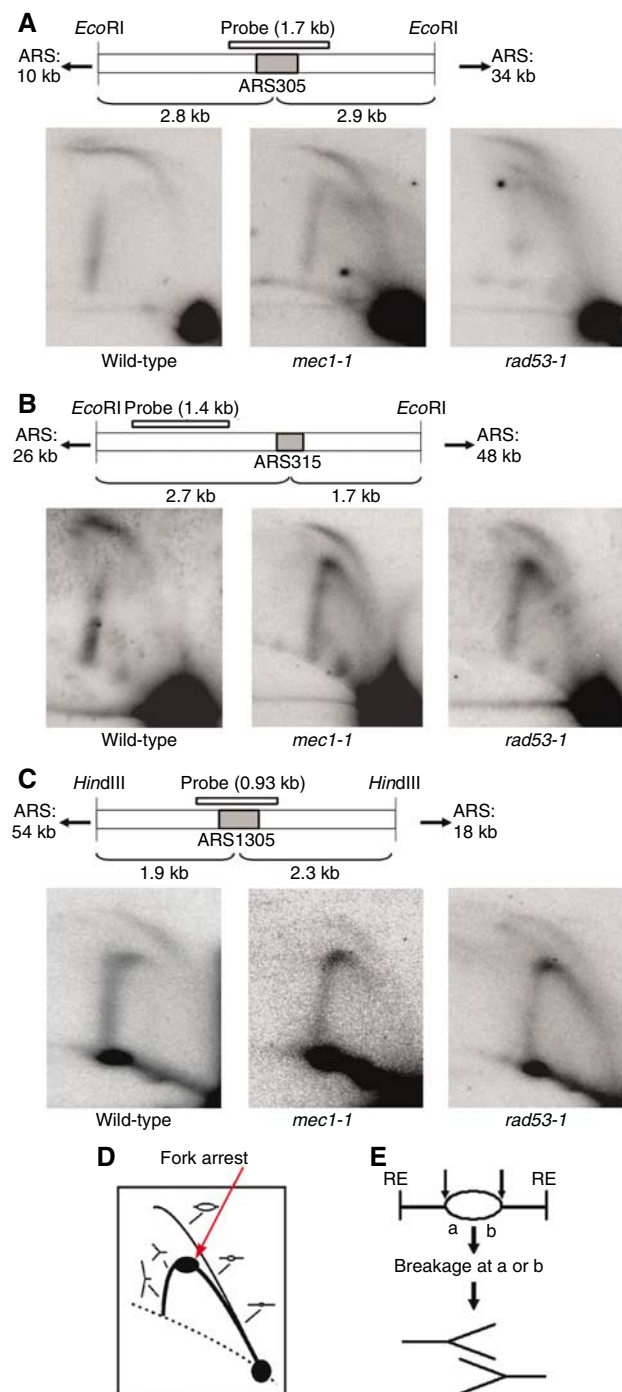 A
EcoRI Probe (1.7 kb) EcoRI
ARS: 10 kb
ARS: 34 kb
ARS305
2.8 kb 2.9 kb
Wild-type mec1-1 rad53-1
B
EcoRI Probe (1.4 kb) EcoRI
ARS: 26 kb
ARS: 48 kb
ARS315
2.7 kb 1.7 kb
Wild-type mec1-1 rad53-1
C
HindIII Probe (0.93 kb) HindIII
ARS: 54 kb
ARS: 18 kb
ARS1305
1.9 kb 2.3 kb
Wild-type mec1-1 rad53-1
D
Fork arrest
E
RE RE
a b
Breakage at a or b